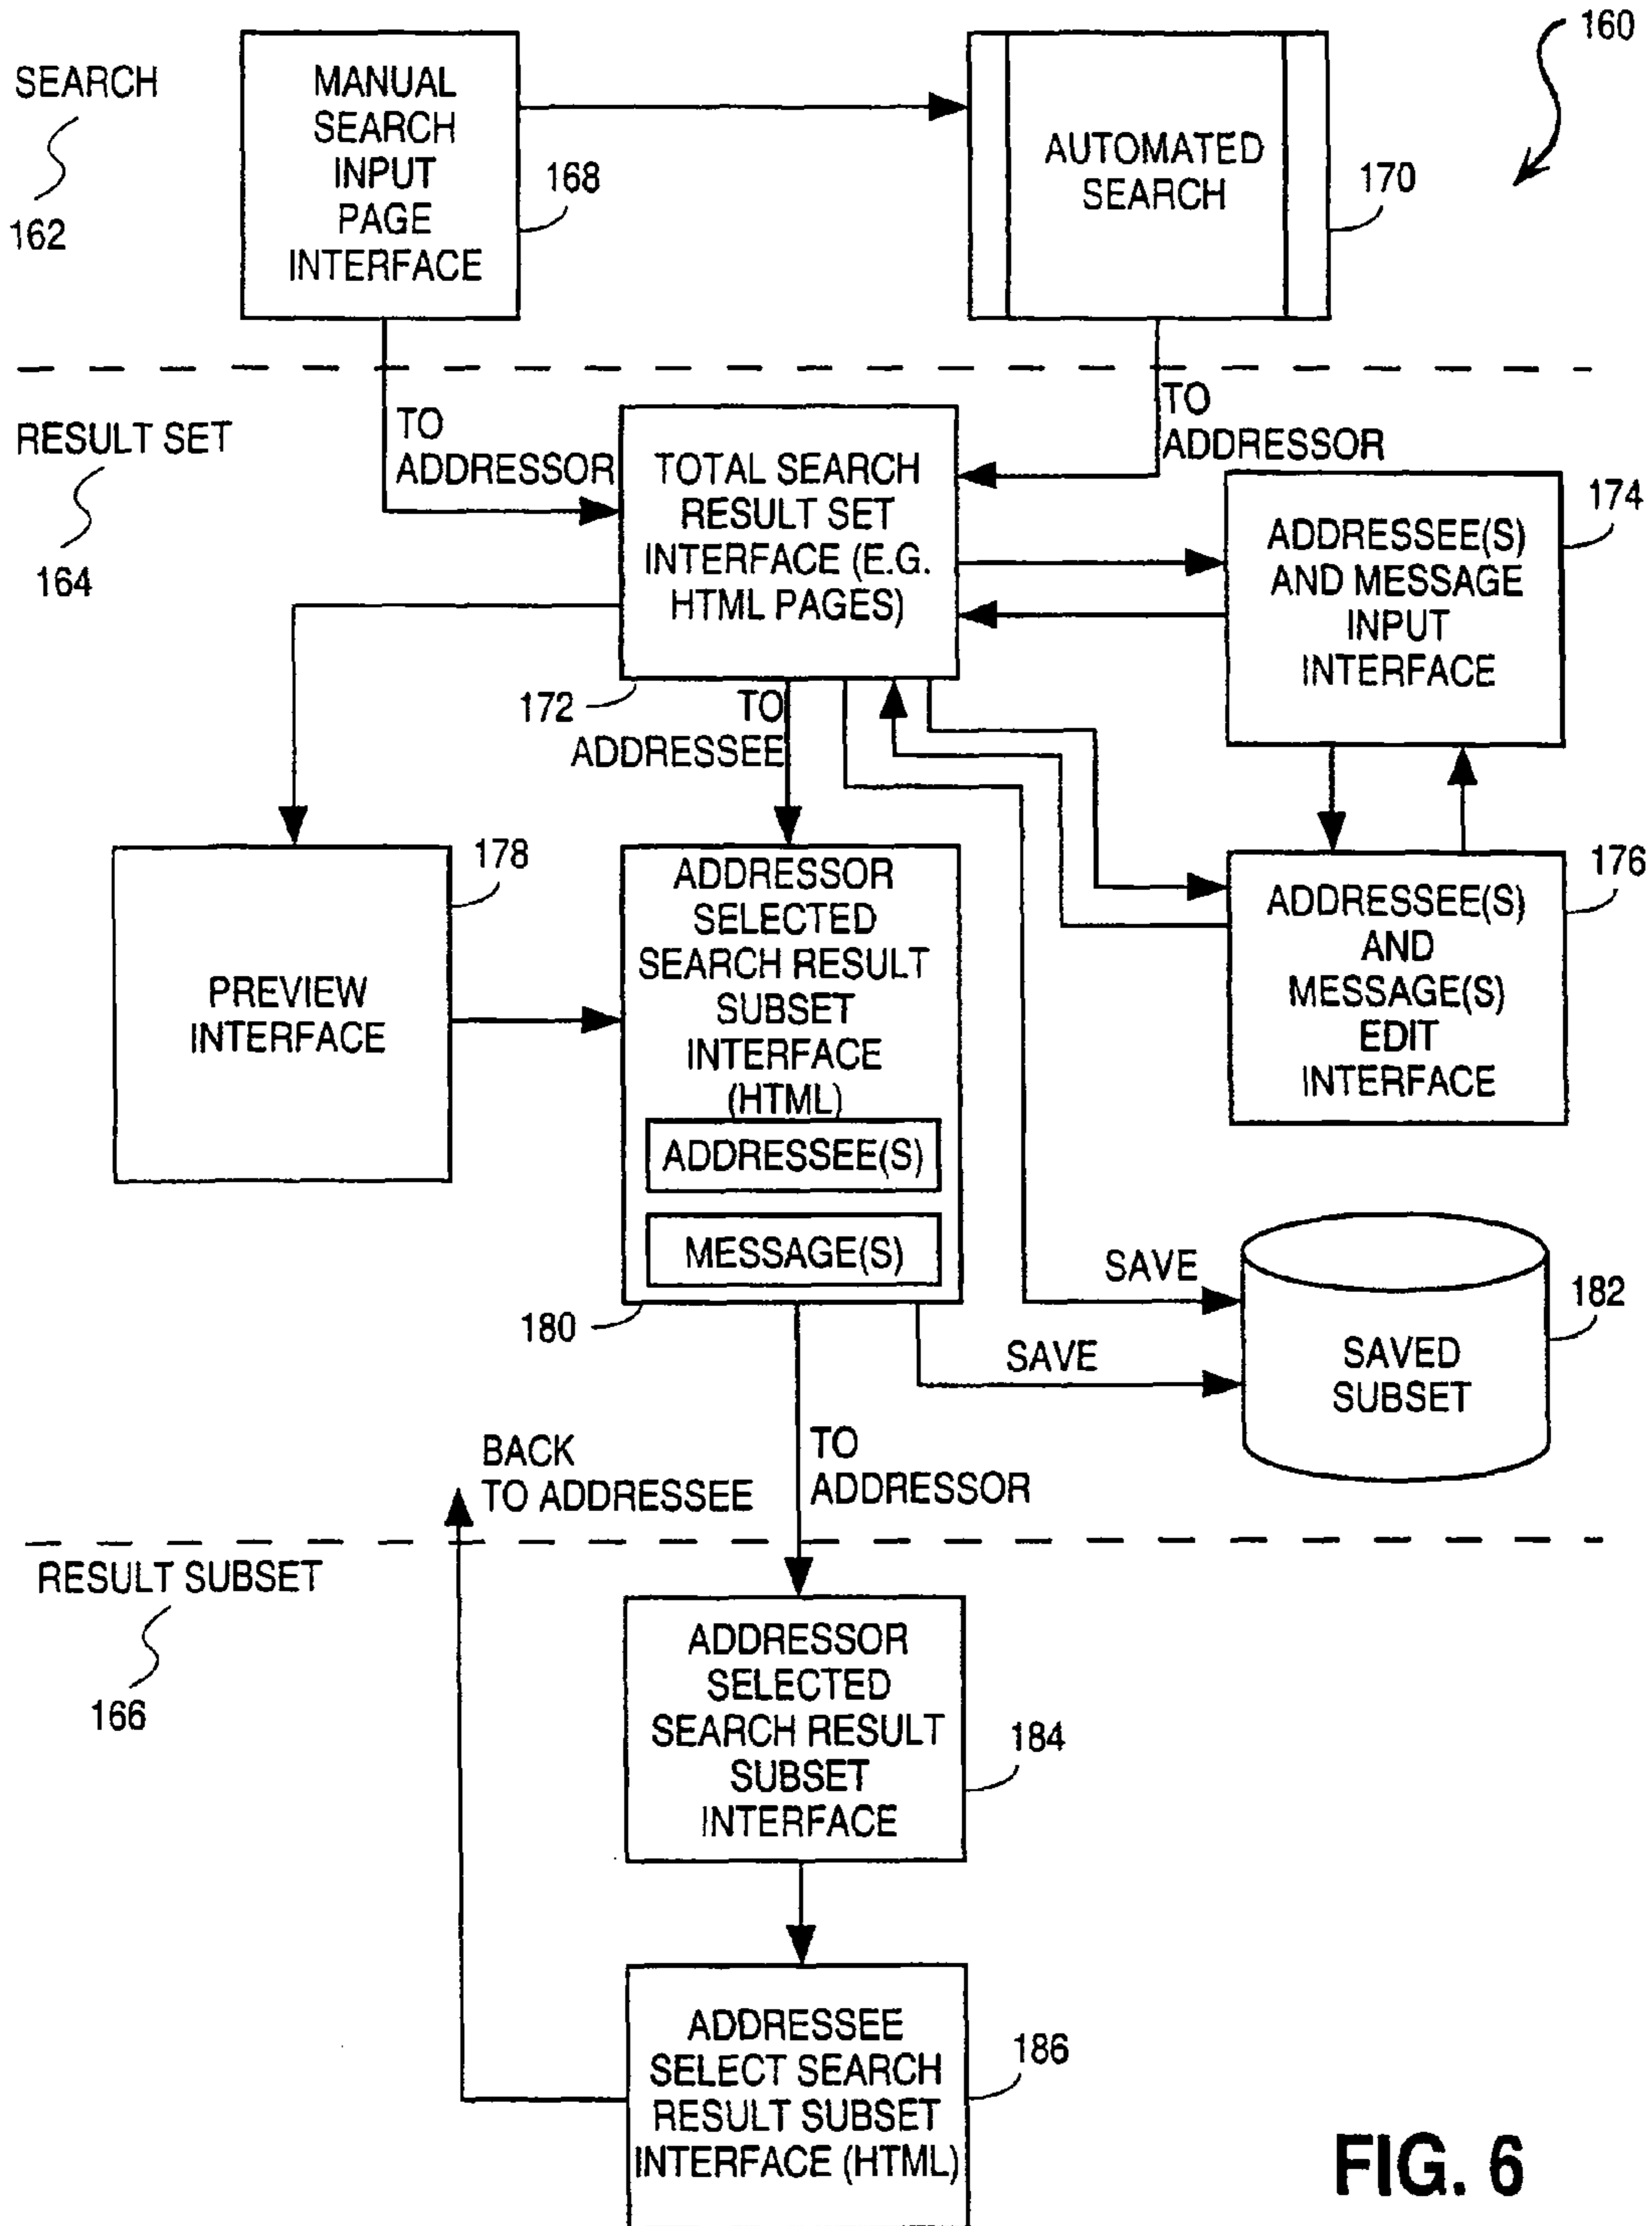 160
SEARCH
162
MANUAL
SEARCH
INPUT
PAGE
INTERFACE
168
AUTOMATED
SEARCH
170
RESULT SET
164
TO
ADDRESSOR
TOTAL SEARCH
RESULT SET
INTERFACE (E.G.
HTML PAGES)
172
TO
ADDRESSOR
ADDRESSEE(S)
AND MESSAGE
INPUT
INTERFACE
174
TO
ADDRESSEE
PREVIEW
INTERFACE
178
ADDRESSOR
SELECTED
SEARCH RESULT
SUBSET
INTERFACE
(HTML)
ADDRESSEE(S)
MESSAGE(S)
180
ADDRESSEE(S)
AND
MESSAGE(S)
EDIT
INTERFACE
176
SAVE
SAVE
SAVED
SUBSET
182
BACK
TO ADDRESSEE
TO
ADDRESSOR
RESULT SUBSET
166
ADDRESSOR
SELECTED
SEARCH RESULT
SUBSET
INTERFACE
184
ADDRESSEE
SELECT SEARCH
RESULT SUBSET
INTERFACE (HTML)
186
FIG. 6